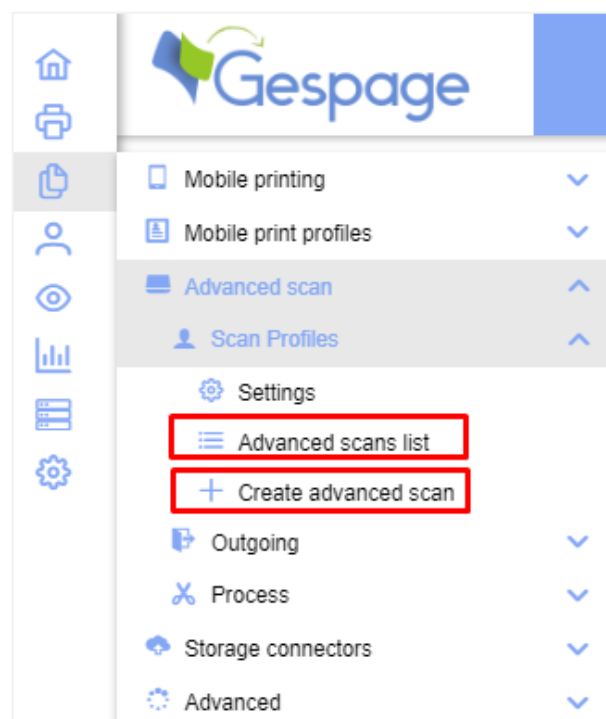 Gespage
Mobile printing
Mobile print profiles
Advanced scan
Scan Profiles
Settings
Advanced scans list
Create advanced scan
Outgoing
Process
Storage connectors
Advanced